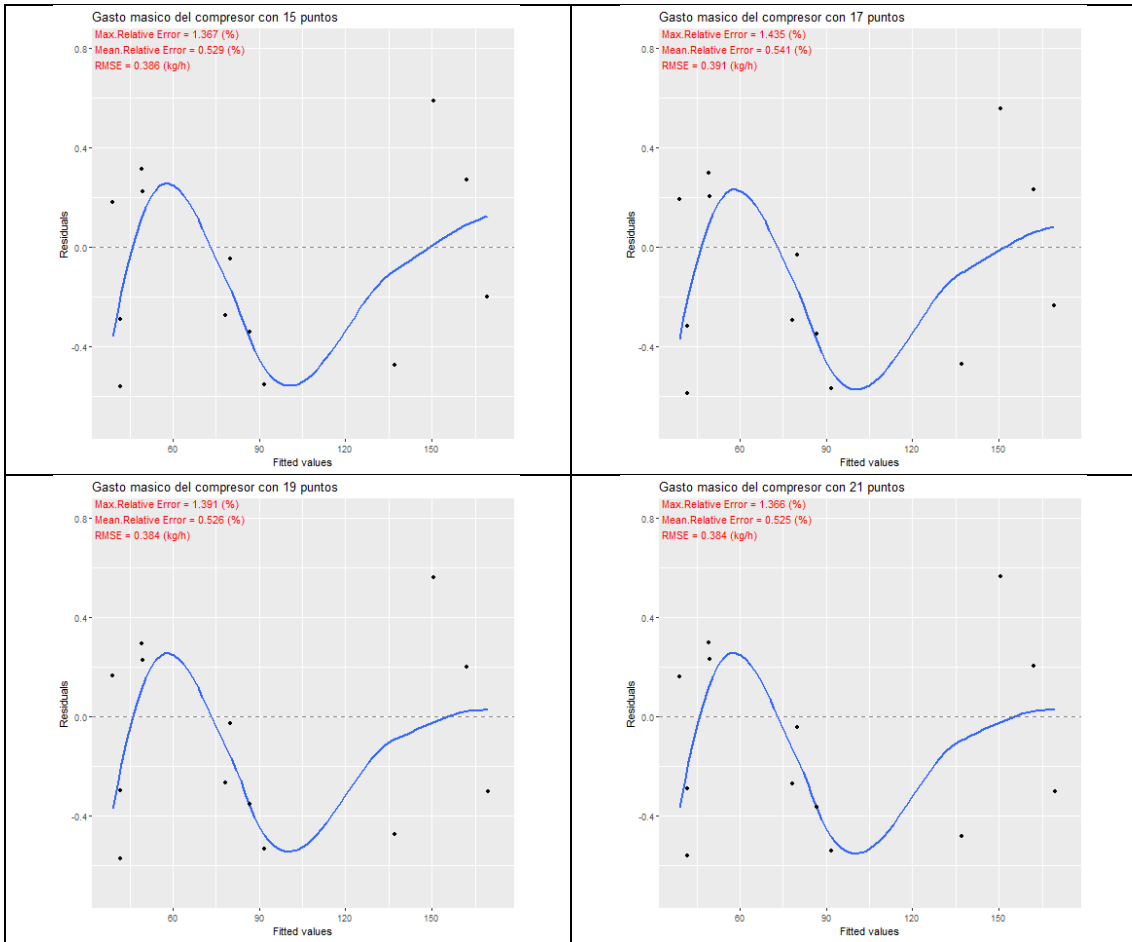 Gasto masico del compresor con 15 puntos
Max.Relative Error = 1.367 (%)
Mean.Relative Error = 0.529 (%)
RMSE = 0.386 (kg/h)
0.8
0.4
0.0
-0.4
Residuals
60 90 120 150
Fitted values
Gasto masico del compresor con 17 puntos
Max.Relative Error = 1.435 (%)
Mean.Relative Error = 0.541 (%)
RMSE = 0.391 (kg/h)
0.8
0.4
0.0
-0.4
Residuals
60 90 120 150
Fitted values
Gasto masico del compresor con 19 puntos
Max.Relative Error = 1.391 (%)
Mean.Relative Error = 0.526 (%)
RMSE = 0.384 (kg/h)
0.8
0.4
0.0
-0.4
Residuals
60 90 120 150
Fitted values
Gasto masico del compresor con 21 puntos
Max.Relative Error = 1.366 (%)
Mean.Relative Error = 0.525 (%)
RMSE = 0.384 (kg/h)
0.8
0.4
0.0
-0.4
Residuals
60 90 120 150
Fitted values